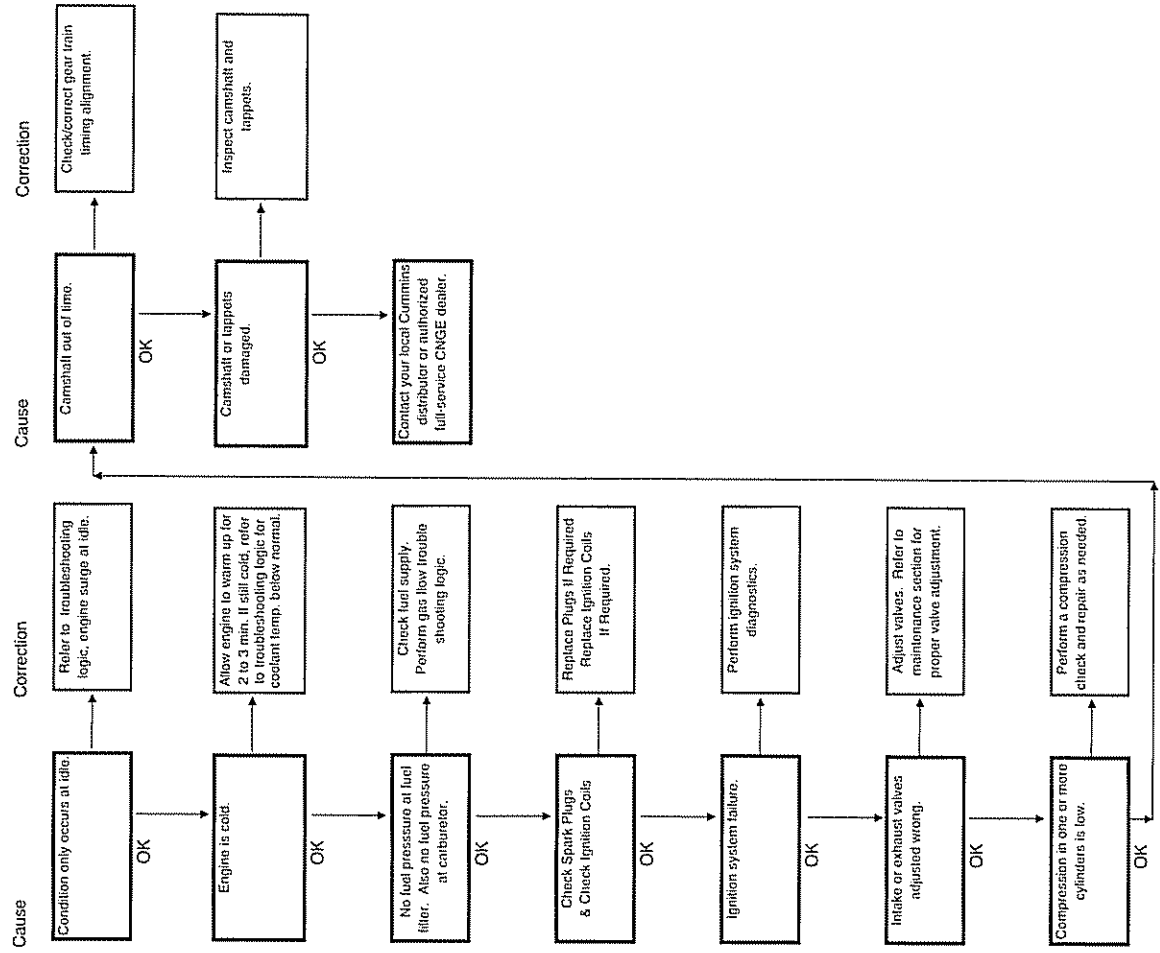 Cause
Correction
Condition only occurs at idle.
Refer to troubleshooting
logic, engine surge at idle.
OK
Engine is cold.
Allow engine to warm up for
2 to 3 min. If still cold, refer
to troubleshooting logic for
coolant temp. below normal.
OK
No fuel presssure at fuel
filter. Also no fuel pressure
at carburetor.
Check fuel supply.
Perform gas flow trouble
shooting logic.
OK
Check Spark Plugs
& Check Ignition Coils
Replace Plugs If Required
Replace Ignition Coils
If Required.
OK
Ignition system failure.
Perform ignition system
diagnostics.
OK
Intake or exhaust valves
adjusted wrong.
Adjust valves. Refer to
maintenance section for
proper valve adjustment.
OK
Compression in one or more
cylinders is low.
Perform a compression
check and repair as needed.
OK
Cause
Correction
Camshaft out of time.
Check/correct gear train
timing alignment.
OK
Camshaft or tappets
damaged.
Inspect camshaft and
tappets.
OK
Contact your local Cummins
distributor or authorized
full-service CNGE dealer.